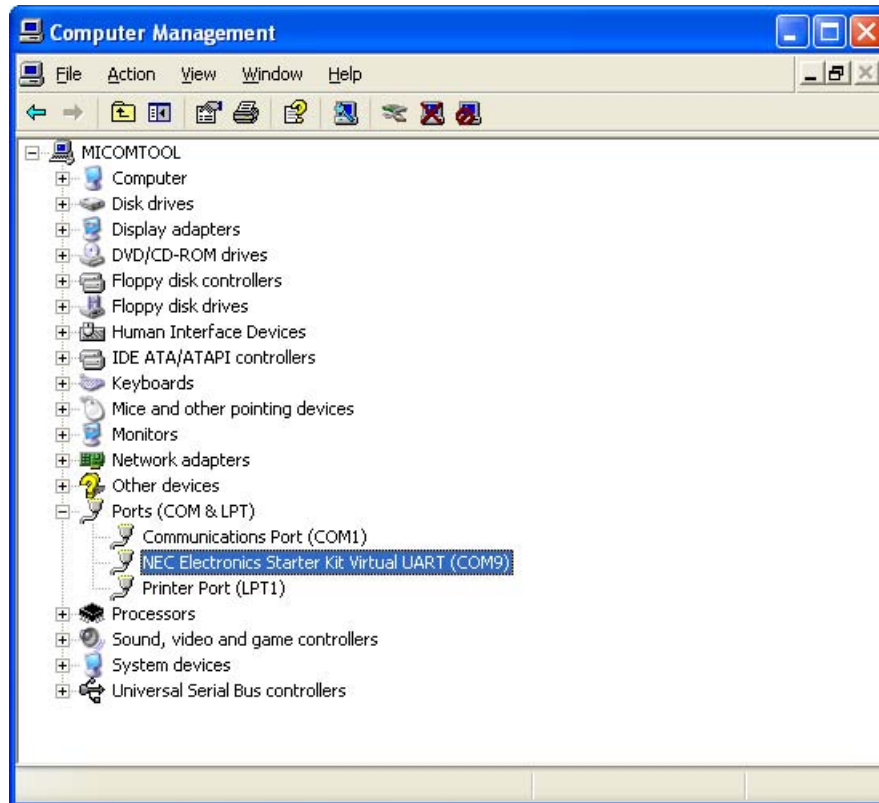 Computer Management
File Action View Window Help
MICOMTOOL
Computer
Disk drives
Display adapters
DVD/CD-ROM drives
Floppy disk controllers
Floppy disk drives
Human Interface Devices
IDE ATA/ATAPI controllers
Keyboards
Mice and other pointing devices
Monitors
Network adapters
Other devices
Ports (COM & LPT)
Communications Port (COM1)
NEC Electronics Starter Kit Virtual UART (COM9)
Printer Port (LPT1)
Processors
Sound, video and game controllers
System devices
Universal Serial Bus controllers